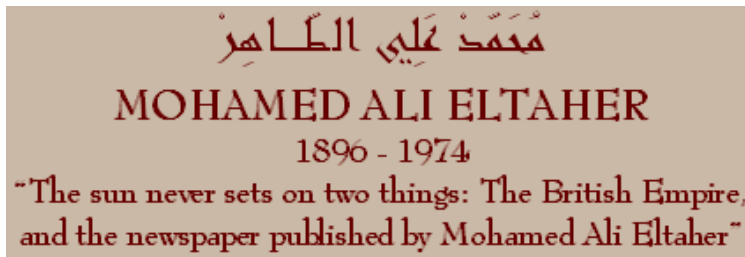 مُحَمَّدْ عَلِي الطَّـاهِرْ
MOHAMED ALI ELTAHER
1896 - 1974
"The sun never sets on two things: The British Empire,
and the newspaper published by Mohamed Ali Eltaher"